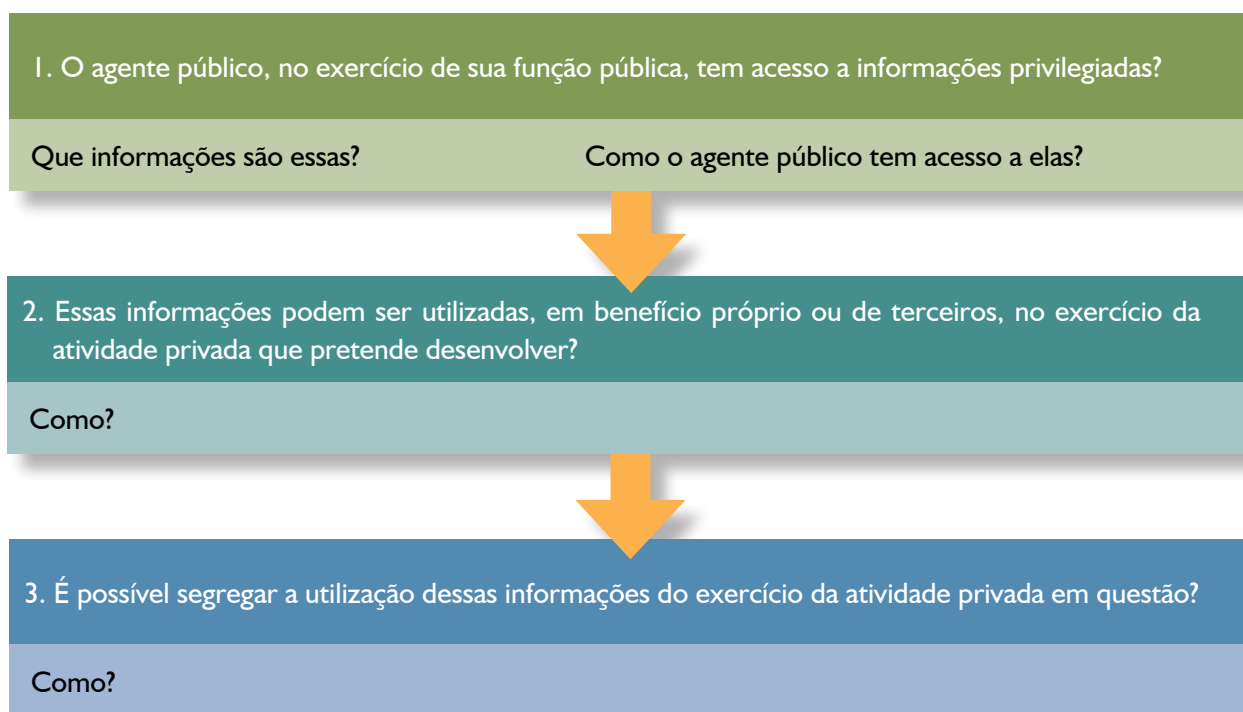 1. O agente público, no exercício de sua função pública, tem acesso a informações privilegiadas?
Que informações são essas? Como o agente público tem acesso a elas?
2. Essas informações podem ser utilizadas, em benefício próprio ou de terceiros, no exercício da
atividade privada que pretende desenvolver?
Como?
3. É possível segregar a utilização dessas informações do exercício da atividade privada em questão?
Como?